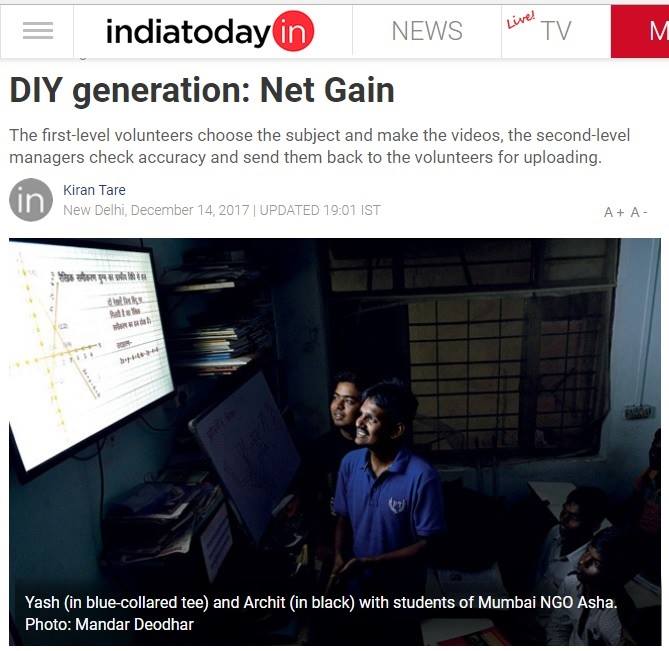 indiatoday in
NEWS
Live! TV
M
DIY generation: Net Gain
The first-level volunteers choose the subject and make the videos, the second-level
managers check accuracy and send them back to the volunteers for uploading.
in
Kiran Tare
New Delhi, December 14, 2017 | UPDATED 19:01 IST
A + A -
रैखिक समीकरण युग्म का ग्राफीय विधि से हल
Yash (in blue-collared tee) and Archit (in black) with students of Mumbai NGO Asha.
Photo: Mandar Deodhar